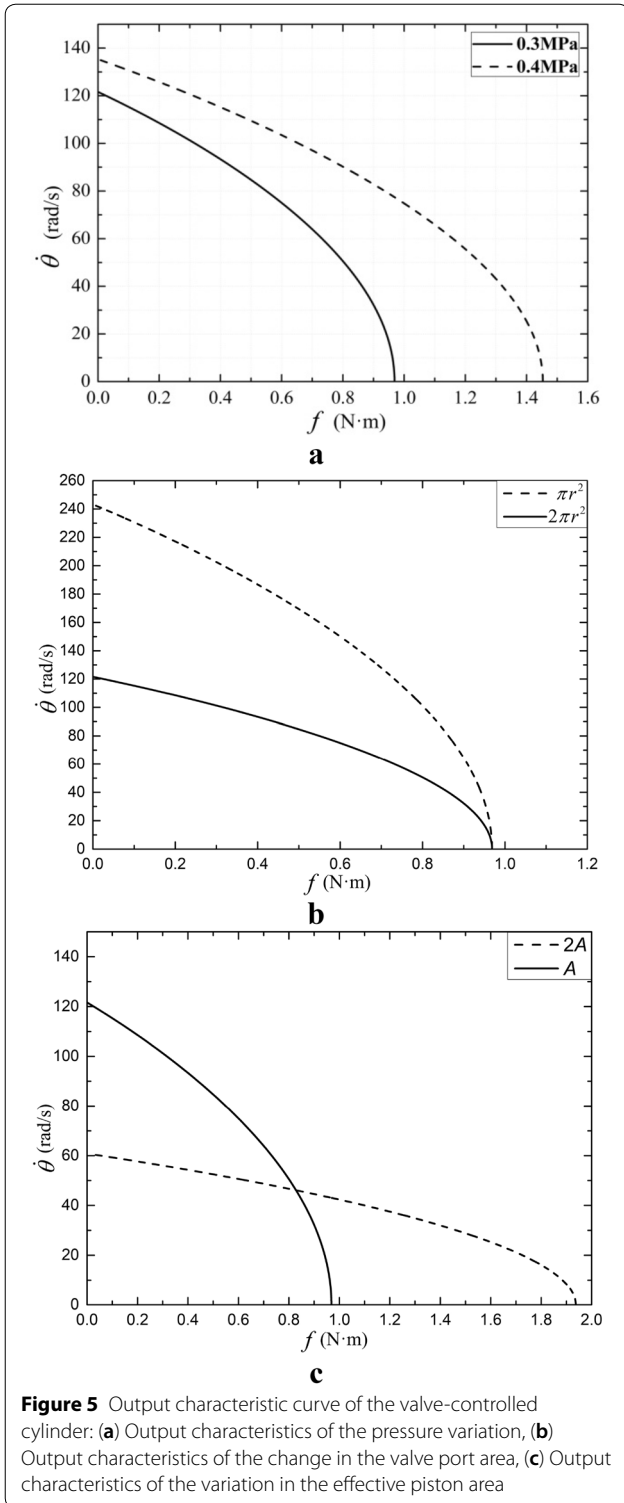 0.3MPa
0.4MPa
140
120
100
80
60
40
20
0
θ̇ (rad/s)
0.0 0.2 0.4 0.6 0.8 1.0 1.2 1.4 1.6
f (N·m)
a
πr²
2πr²
260
240
220
200
180
160
140
120
100
80
60
40
20
0
θ̇ (rad/s)
0.0 0.2 0.4 0.6 0.8 1.0 1.2
f (N·m)
b
2A
A
140
120
100
80
60
40
20
0
θ̇ (rad/s)
0.0 0.2 0.4 0.6 0.8 1.0 1.2 1.4 1.6 1.8 2.0
f (N·m)
c
Figure 5 Output characteristic curve of the valve-controlled
cylinder: (a) Output characteristics of the pressure variation, (b)
Output characteristics of the change in the valve port area, (c) Output
characteristics of the variation in the effective piston area